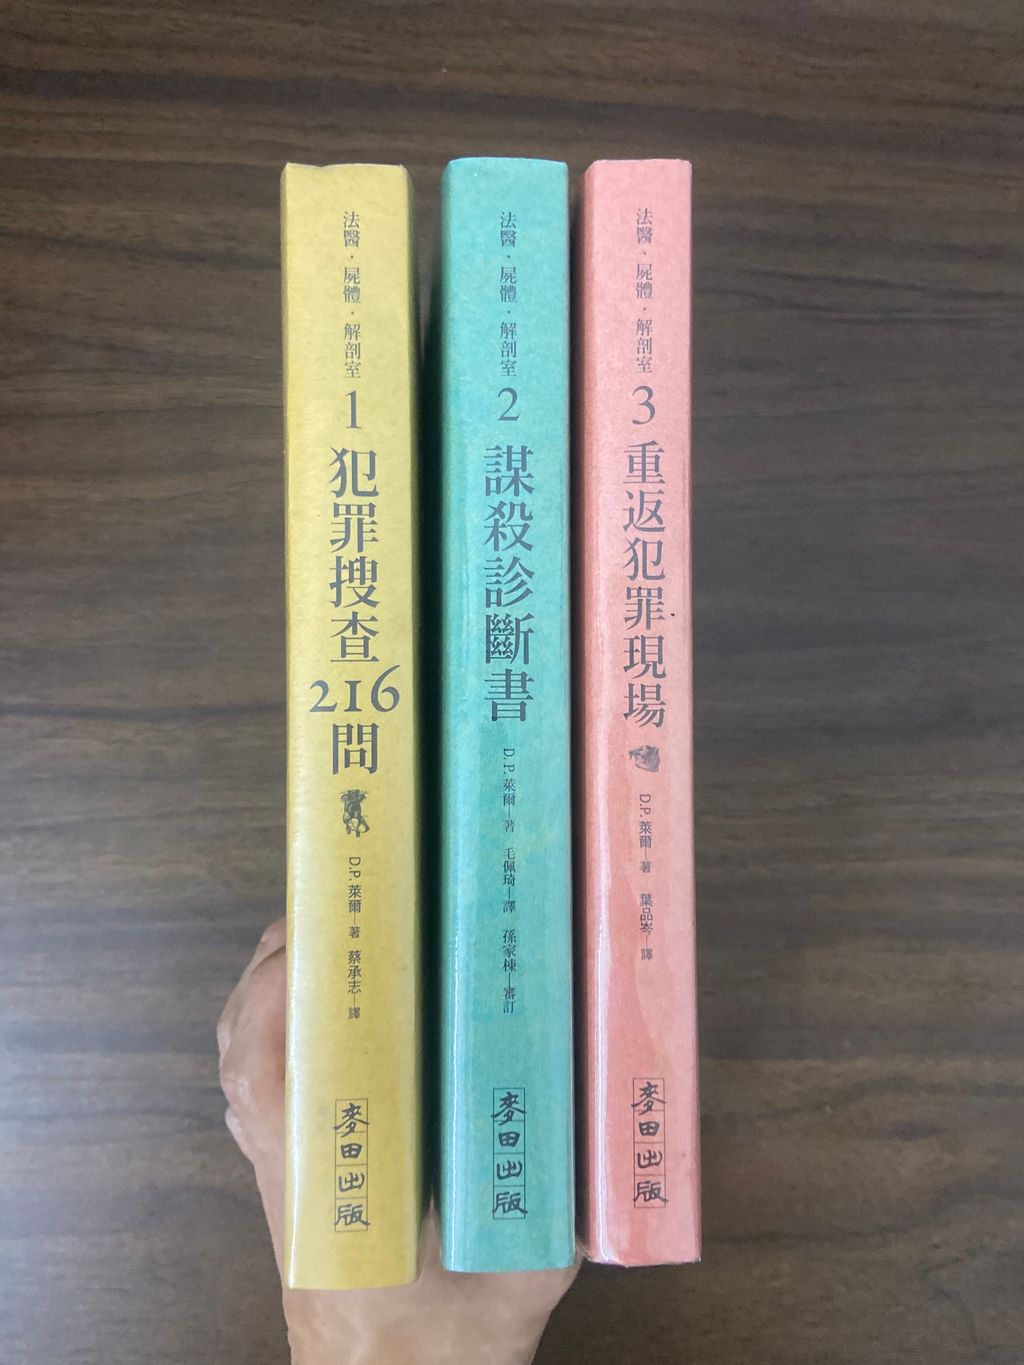 法醫．屍體．解剖室
1
犯罪搜查
216
問
D.P. 萊爾—著 蔡承志—譯
麥田出版
法醫．屍體．解剖室
2
謀殺診斷書
D.P. 萊爾—著 毛佩琦—譯 孫家棟—審訂
麥田出版
法醫．屍體．解剖室
3
重返犯罪現場
D.P. 萊爾 著 葉品岑—譯
麥田出版